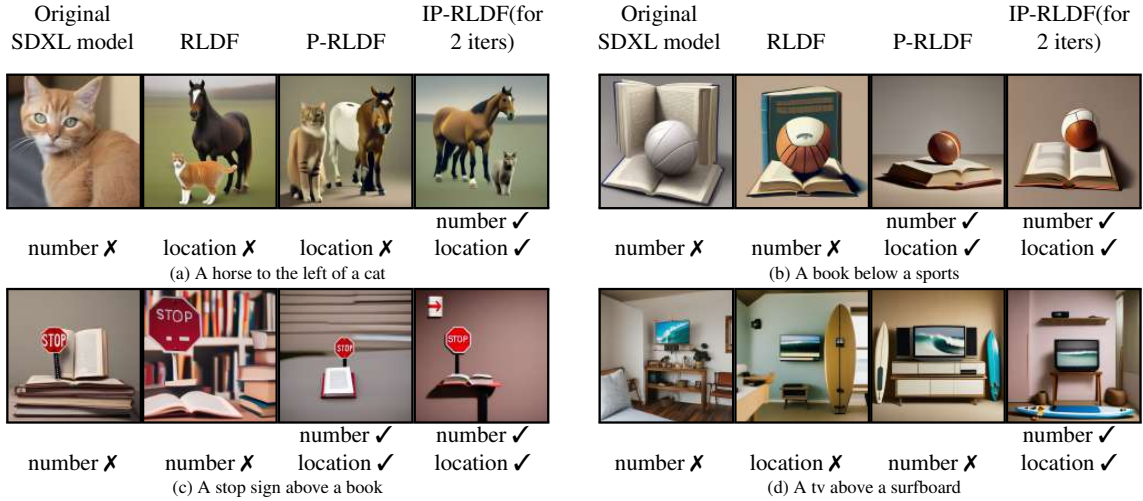 Original SDXL model RLDF P-RLDF IP-RLDF(for 2 iters)
number ✗ location ✗ location ✗ number ✓ location ✓
(a) A horse to the left of a cat
Original SDXL model RLDF P-RLDF IP-RLDF(for 2 iters)
number ✗ number ✗ number ✓ location ✓ number ✓ location ✓
(b) A book below a sports
STOP STOP STOP STOP
number ✗ number ✗ number ✓ location ✓ number ✓ location ✓
(c) A stop sign above a book
number ✗ location ✗ number ✗ number ✓ location ✓
(d) A tv above a surfboard